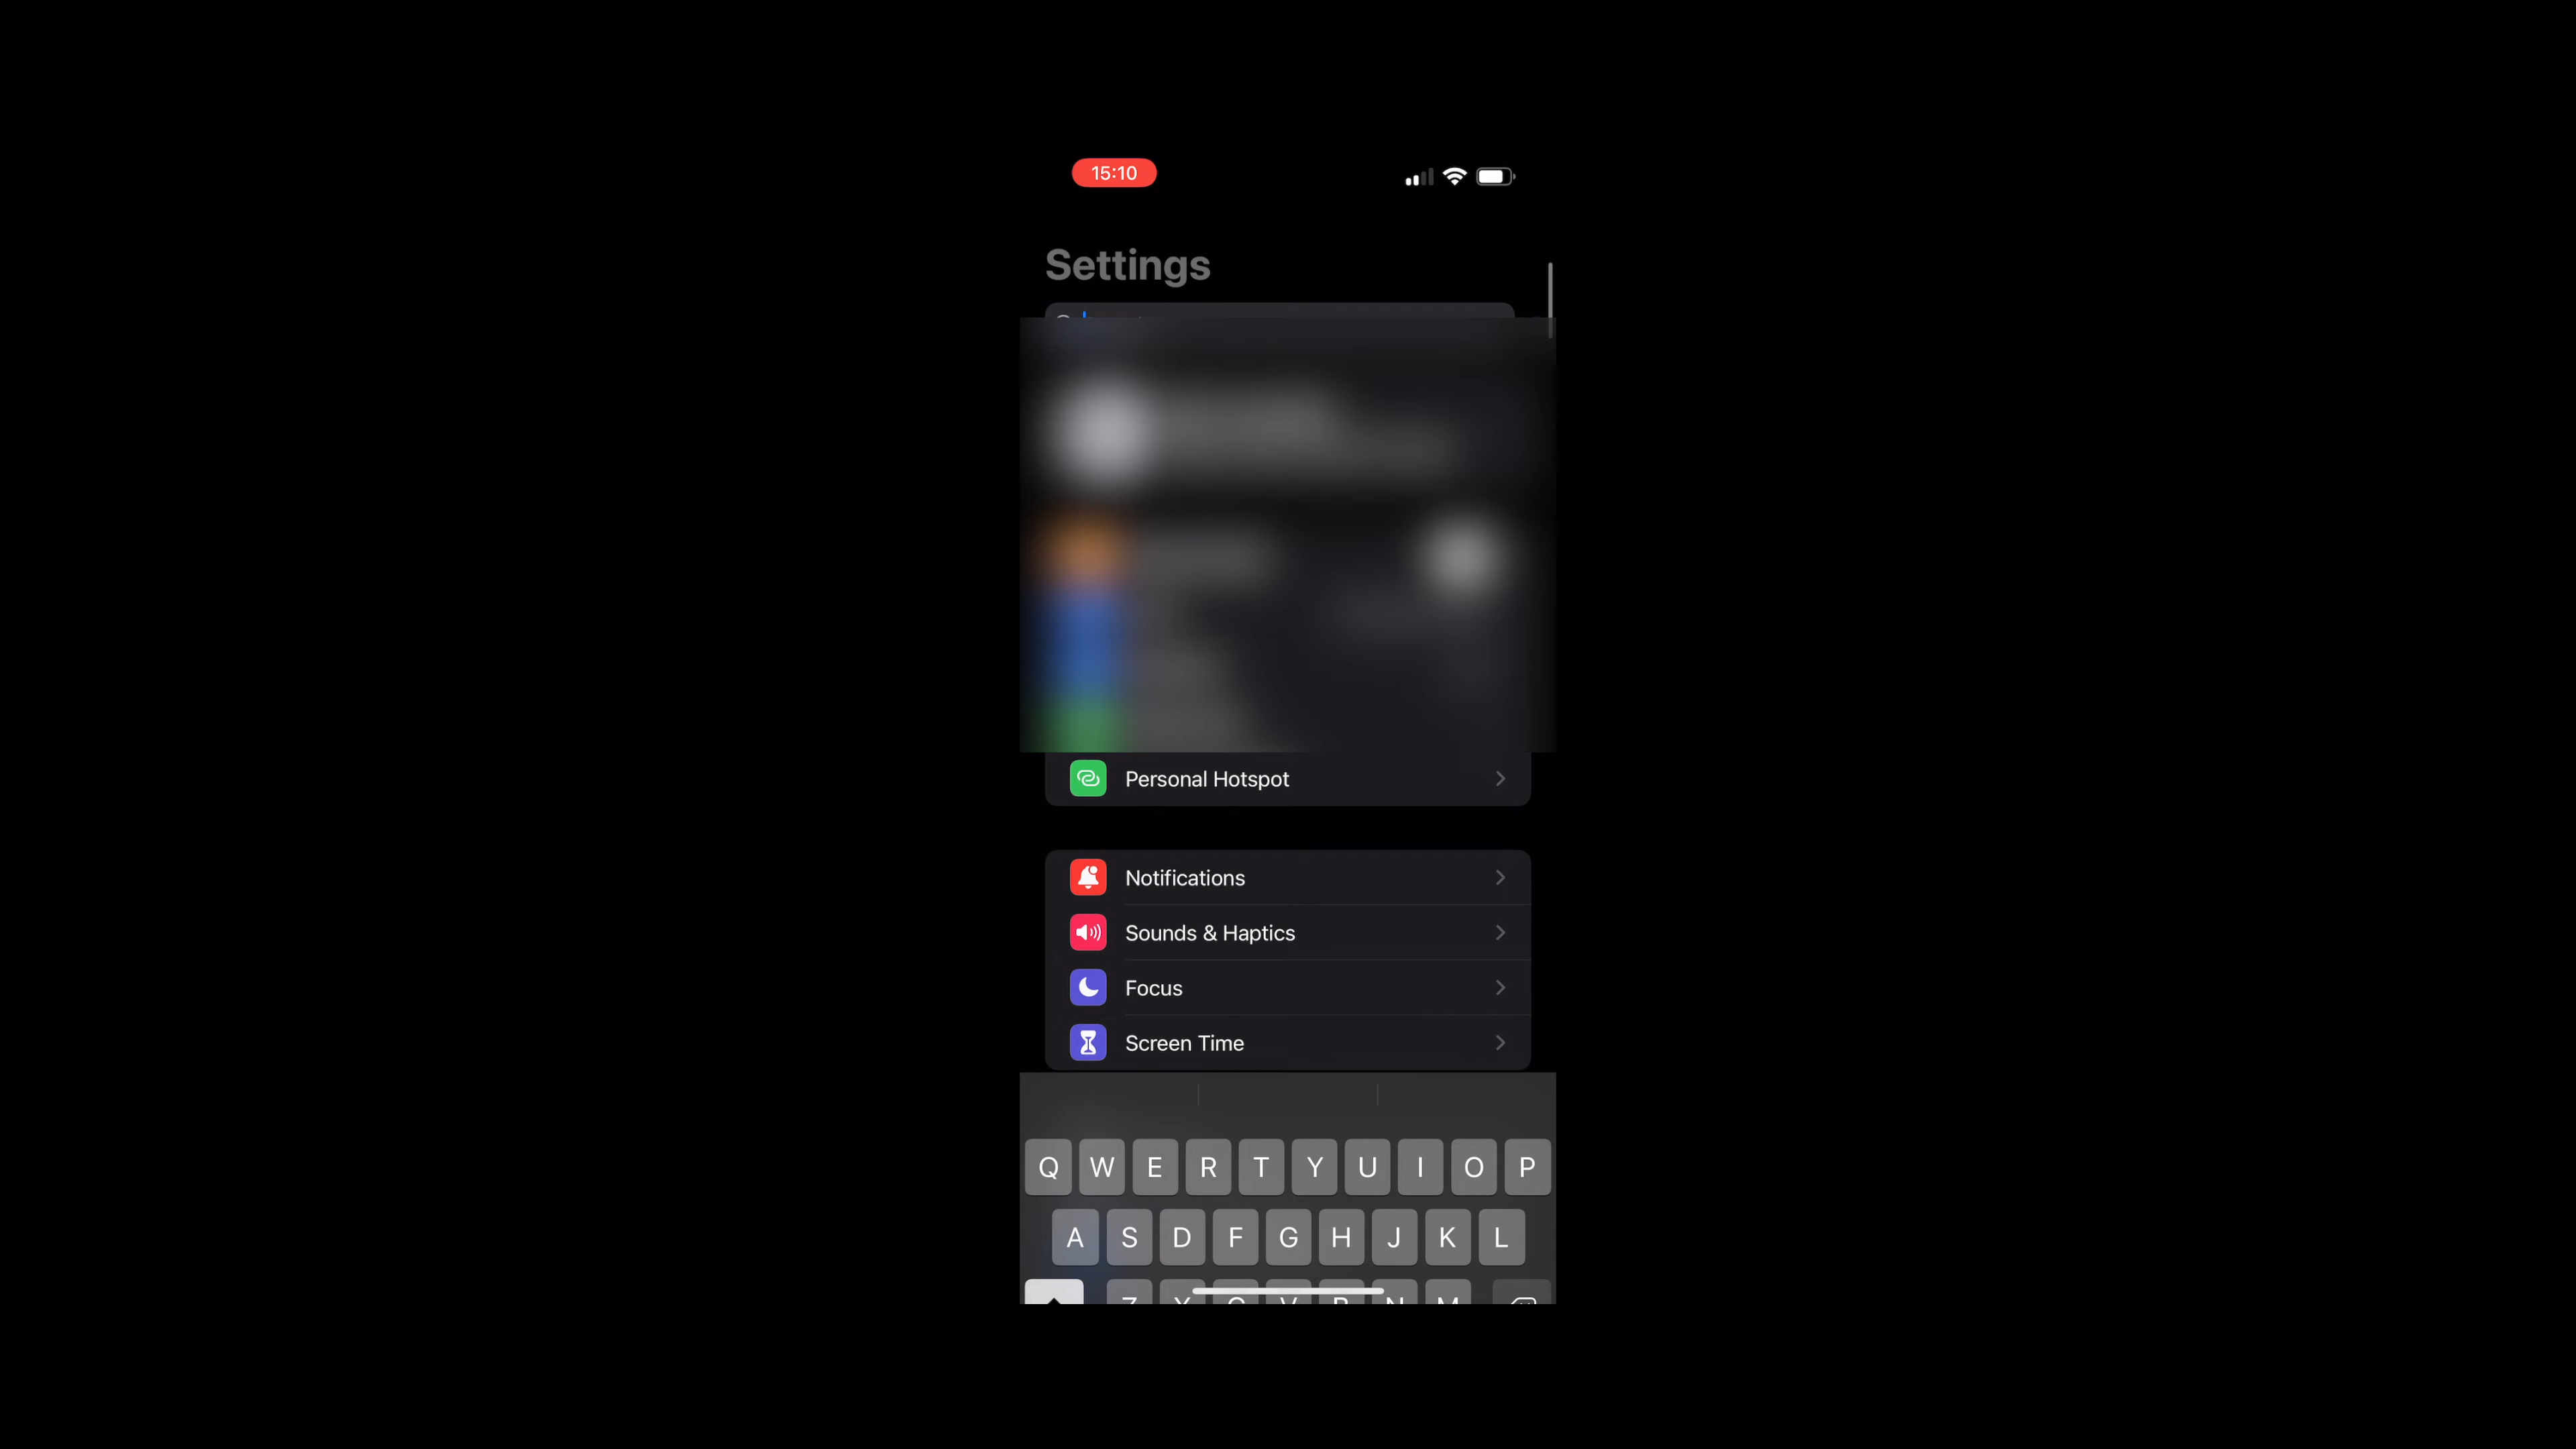 15:10
Settings
Personal Hotspot
Notifications
Sounds & Haptics
Focus
Screen Time
Q W E R T Y U I O P
A S D F G H J K L
Z X C V B N M